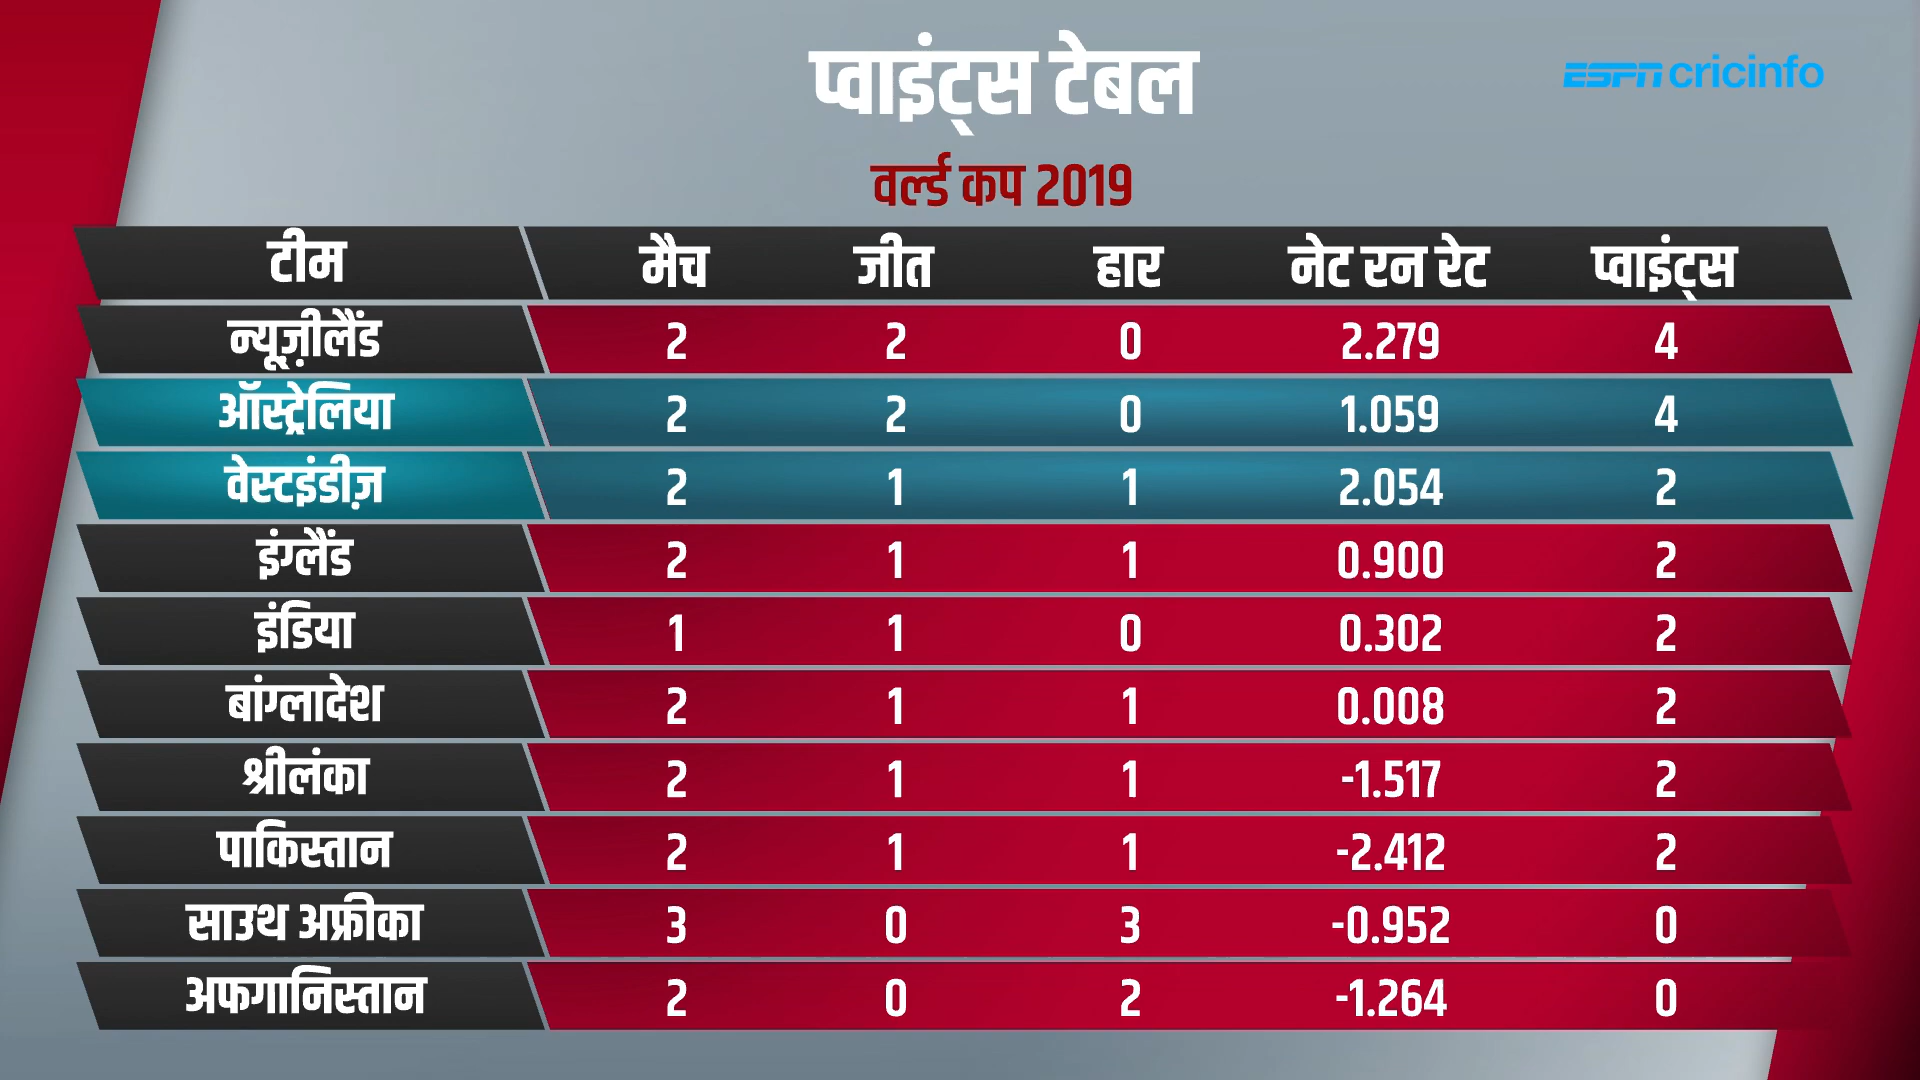 प्वाइंट्स टेबल
ESPN cricinfo
वर्ल्ड कप 2019
टीम मैच जीत हार नेट रन रेट प्वाइंट्स
न्यूज़ीलैंड 2 2 0 2.279 4
ऑस्ट्रेलिया 2 2 0 1.059 4
वेस्टइंडीज़ 2 1 1 2.054 2
इंग्लैंड 2 1 1 0.900 2
इंडिया 1 1 0 0.302 2
बांग्लादेश 2 1 1 0.008 2
श्रीलंका 2 1 1 -1.517 2
पाकिस्तान 2 1 1 -2.412 2
साउथ अफ्रीका 3 0 3 -0.952 0
अफगानिस्तान 2 0 2 -1.264 0